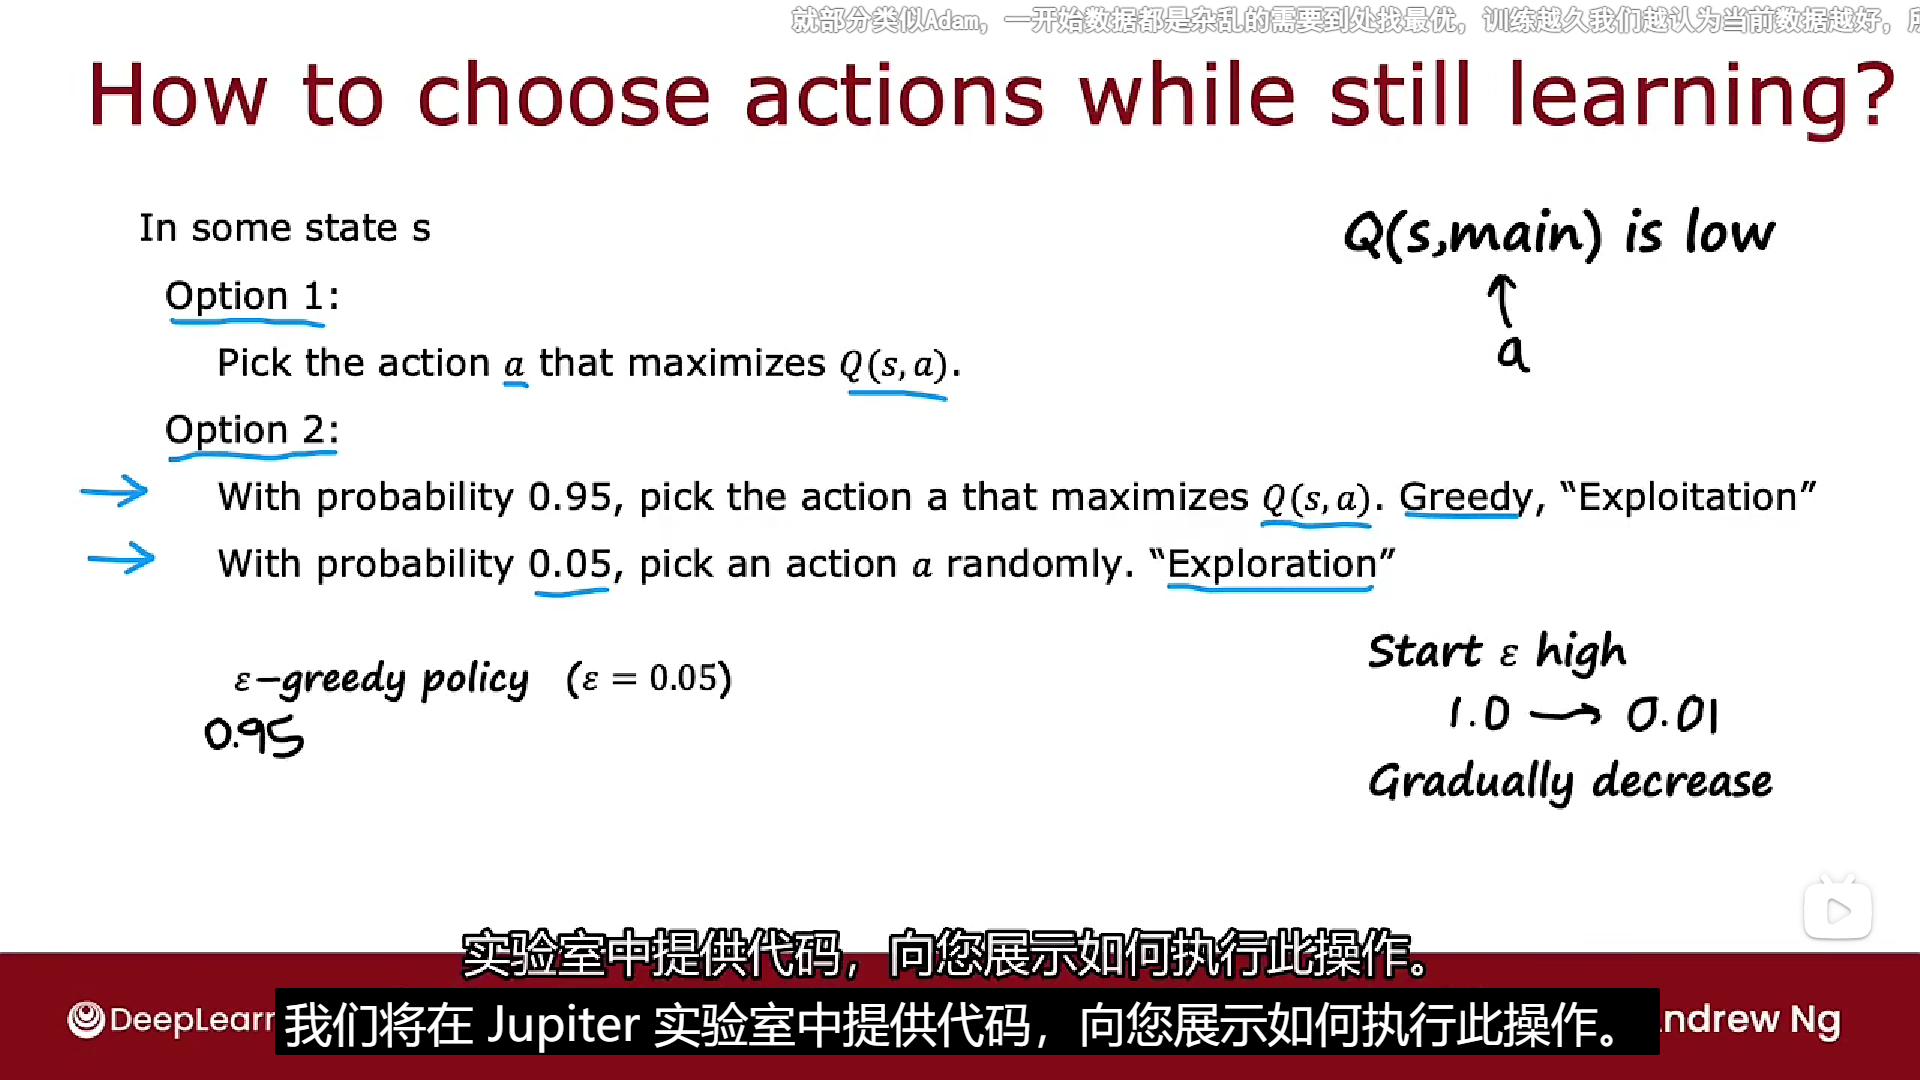 就部分类似Adam，一开始数据都是杂乱的需要到处找最优，训练越久我们越认为当前数据越好，
How to choose actions while still learning?
In some state s
Q(s,main) is low
Option 1:
a
Pick the action a that maximizes Q(s, a).
Option 2:
With probability 0.95, pick the action a that maximizes Q(s, a). Greedy, “Exploitation”
With probability 0.05, pick an action a randomly. “Exploration”
ε-greedy policy (ε = 0.05)
0.95
Start ε high
1.0 → 0.01
Gradually decrease
实验室中提供代码，向您展示如何执行此操作。
我们将在 Jupiter 实验室中提供代码，向您展示如何执行此操作。
DeepLearn
Andrew Ng